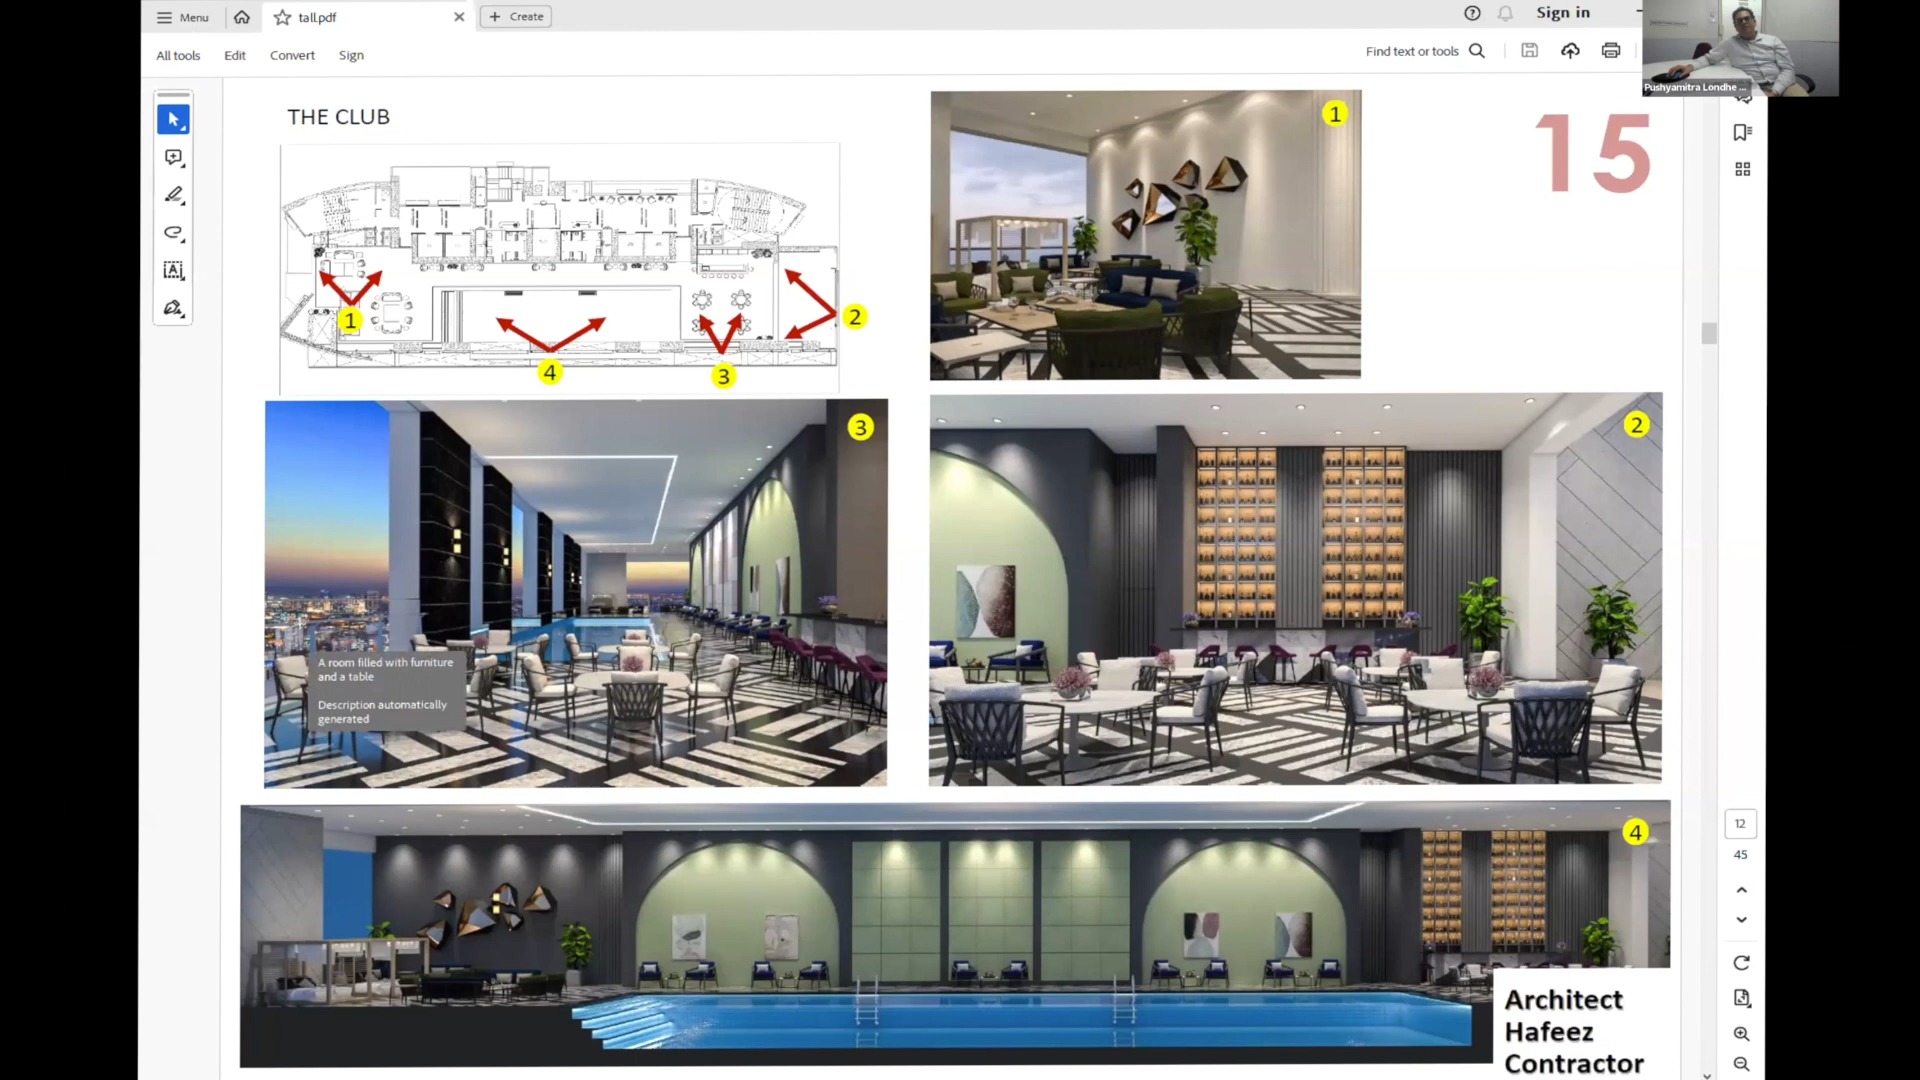 Menu
tall.pdf
Create
Sign in
All tools
Edit
Convert
Sign
Find text or tools
Pushyamitra Londhe ...
THE CLUB
15
1
1
2
3
4
3
2
A room filled with furniture
and a table
Description automatically
generated
4
12
45
Architect
Hafeez
Contractor